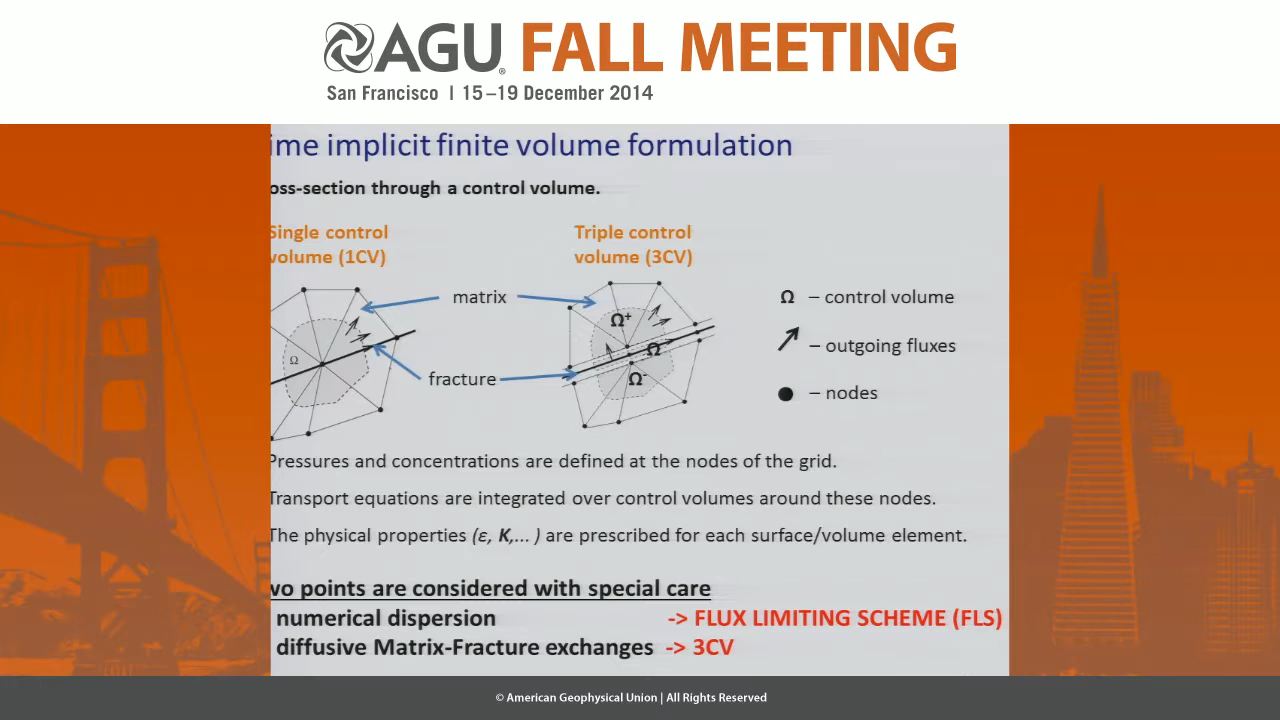 AGU FALL MEETING
San Francisco | 15–19 December 2014
ime implicit finite volume formulation
oss-section through a control volume.
Single control
volume (1CV)
Triple control
volume (3CV)
matrix
fracture
Ω
Ω+
Ω
Ω-
Ω – control volume
– outgoing fluxes
– nodes
Pressures and concentrations are defined at the nodes of the grid.
Transport equations are integrated over control volumes around these nodes.
The physical properties (ε, K,... ) are prescribed for each surface/volume element.
wo points are considered with special care
numerical dispersion -> FLUX LIMITING SCHEME (FLS)
diffusive Matrix-Fracture exchanges -> 3CV
© American Geophysical Union | All Rights Reserved